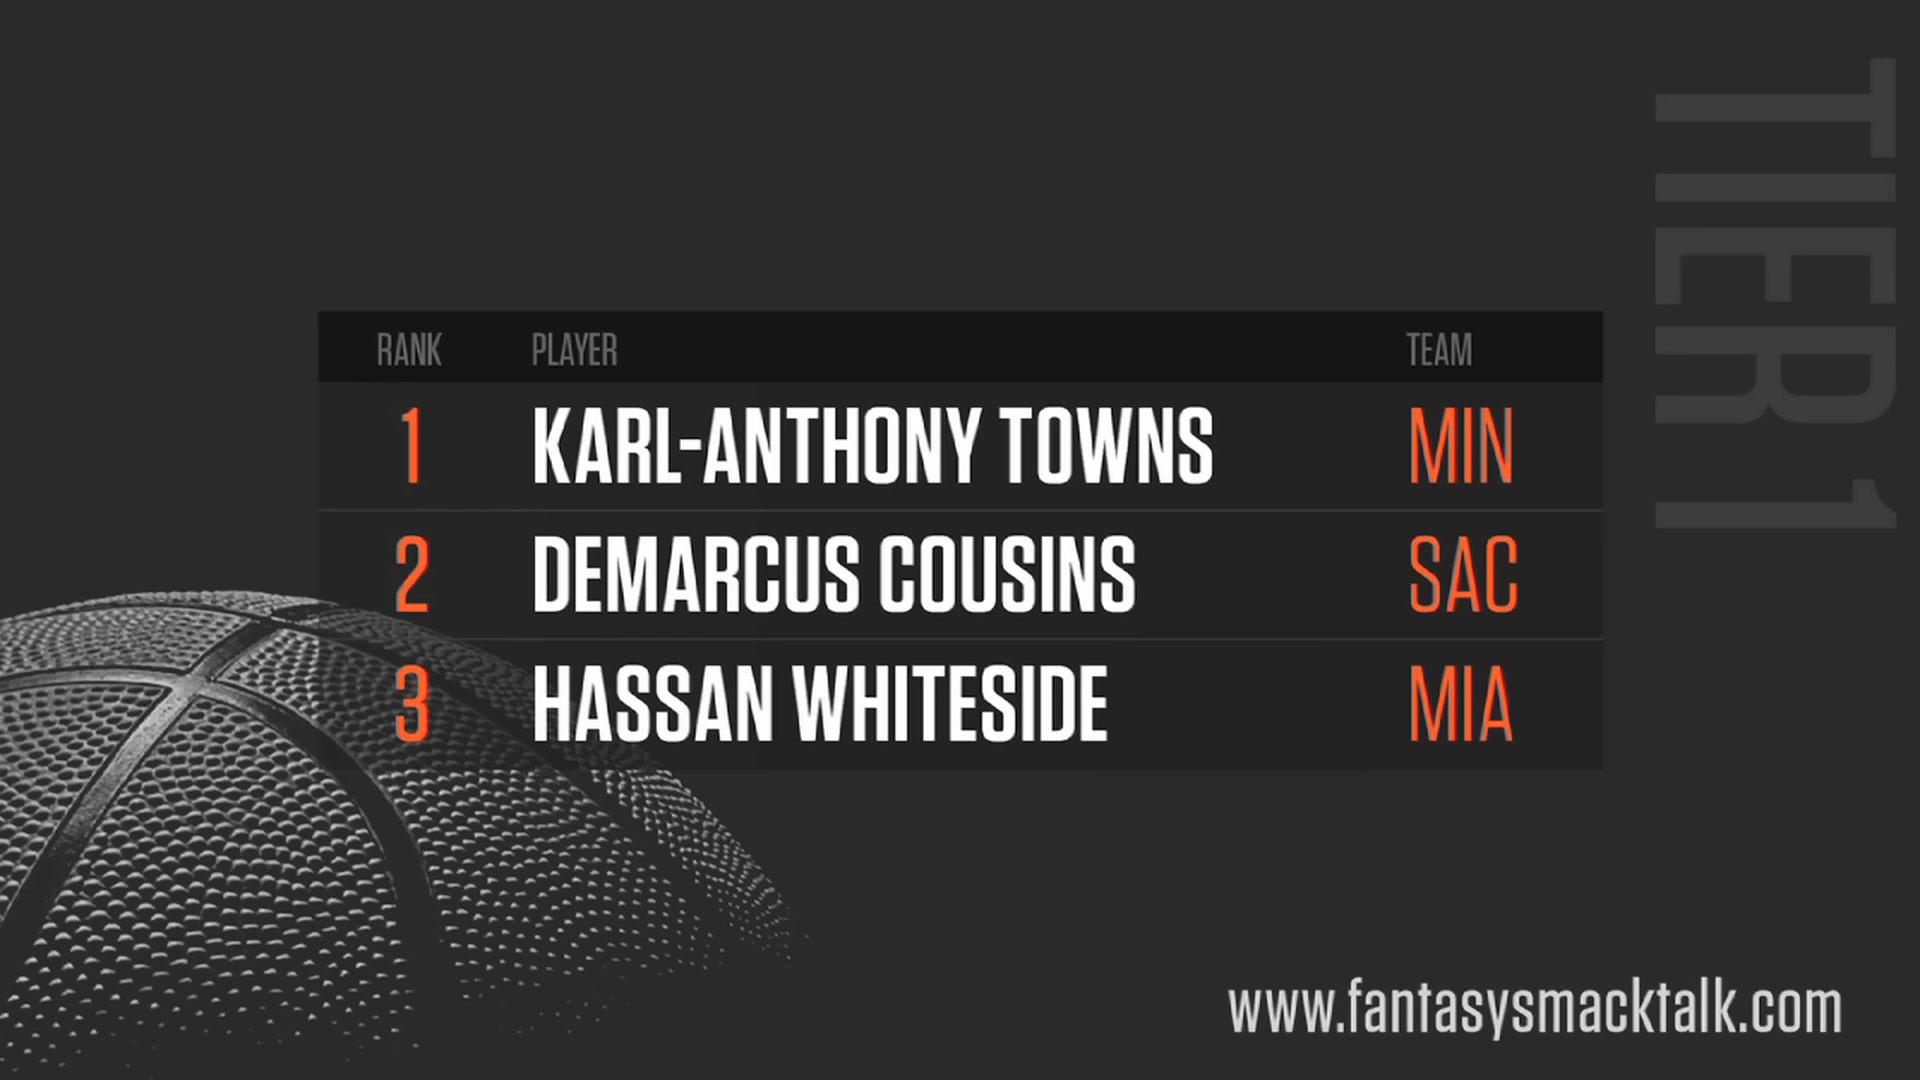 TIER 1
RANK PLAYER TEAM
1 KARL-ANTHONY TOWNS MIN
2 DEMARCUS COUSINS SAC
3 HASSAN WHITESIDE MIA
www.fantasysmacktalk.com